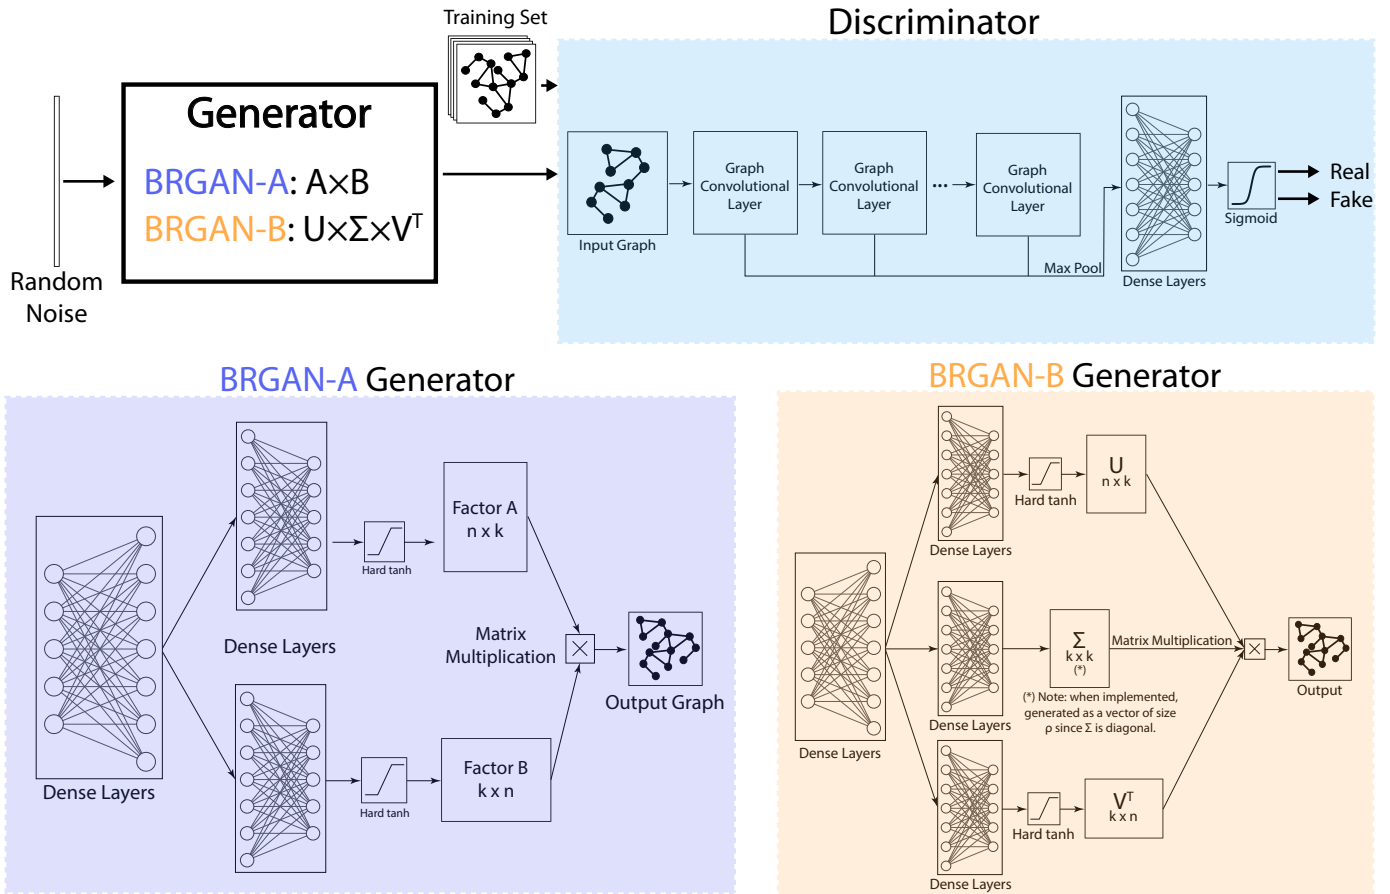 Training Set
Discriminator
Generator
BRGAN-A: A×B
BRGAN-B: U×Σ×Vᵀ
Random
Noise
Input Graph
Graph
Convolutional
Layer
Graph
Convolutional
Layer
...
Graph
Convolutional
Layer
Max Pool
Dense Layers
Sigmoid
Real
Fake
BRGAN-A Generator
Dense Layers
Dense Layers
Hard tanh
Factor A
n x k
Hard tanh
Factor B
k x n
Matrix
Multiplication
×
Output Graph
BRGAN-B Generator
Dense Layers
Dense Layers
Hard tanh
U
n x k
Dense Layers
Σ
k x k
(*)
Matrix Multiplication
(*) Note: when implemented,
generated as a vector of size
ρ since Σ is diagonal.
Dense Layers
Hard tanh
Vᵀ
k x n
×
Output